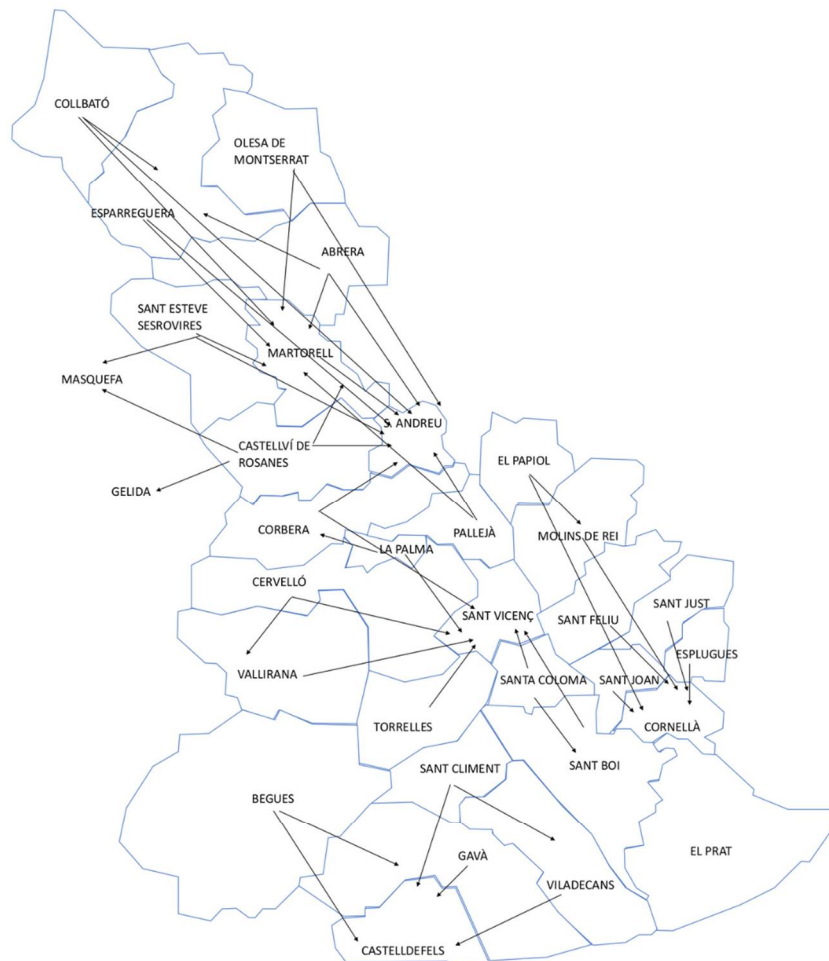 COLLBATÓ
OLESA DE
MONTSERRAT
ESPARREGUERA
ABRERA
SANT ESTEVE
SESROVIRES
MARTORELL
MASQUEFA
S. ANDREU
CASTELLVÍ DE
ROSANES
EL PAPIOL
GELIDA
CORBERA
PALLEJÀ
MOLINS DE REI
LA PALMA
CERVELLÓ
SANT JUST
SANT VICENÇ
SANT FELIU
ESPLUGUES
VALLIRANA
SANTA COLOMA
SANT JOAN
TORRELLES
CORNELLÀ
SANT BOI
SANT CLIMENT
BEGUES
GAVÀ
EL PRAT
VILADECANS
CASTELLDEFELS